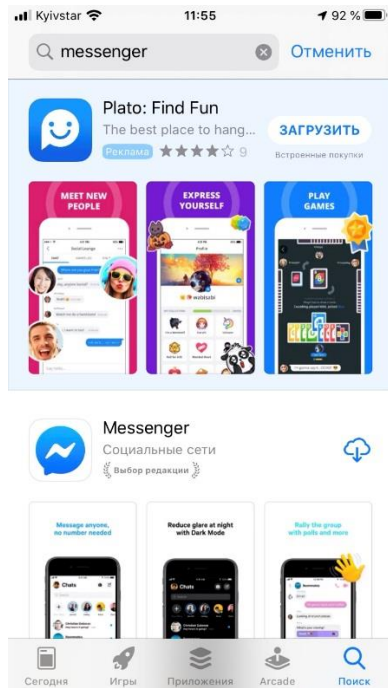 Kyivstar 11:55 92 %
messenger Отменить
Plato: Find Fun
The best place to hang...
ЗАГРУЗИТЬ
Реклама 9
Встроенные покупки
MEET NEW
PEOPLE
EXPRESS
YOURSELF
PLAY
GAMES
Messenger
Социальные сети
Выбор редакции
Message anyone,
no number needed
Reduce glare at night
with Dark Mode
Rally the group
with polls and more
Chats
Chats
Сегодня Игры Приложения Arcade Поиск